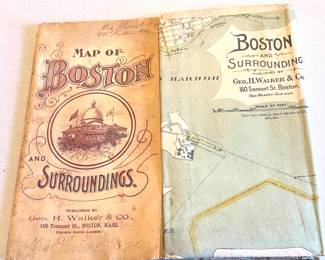 MAP OF
BOSTON
AND
SURROUNDINGS.
PUBLISHED BY
GEO. H. WALKER & CO.,
160 Tremont St., BOSTON, MASS.
HARBOR
BOSTON
AND
SURROUNDING
PUBLISHED BY
GEO. H. WALKER & CO.
160 Tremont St., Boston.
SCALE OF FEET